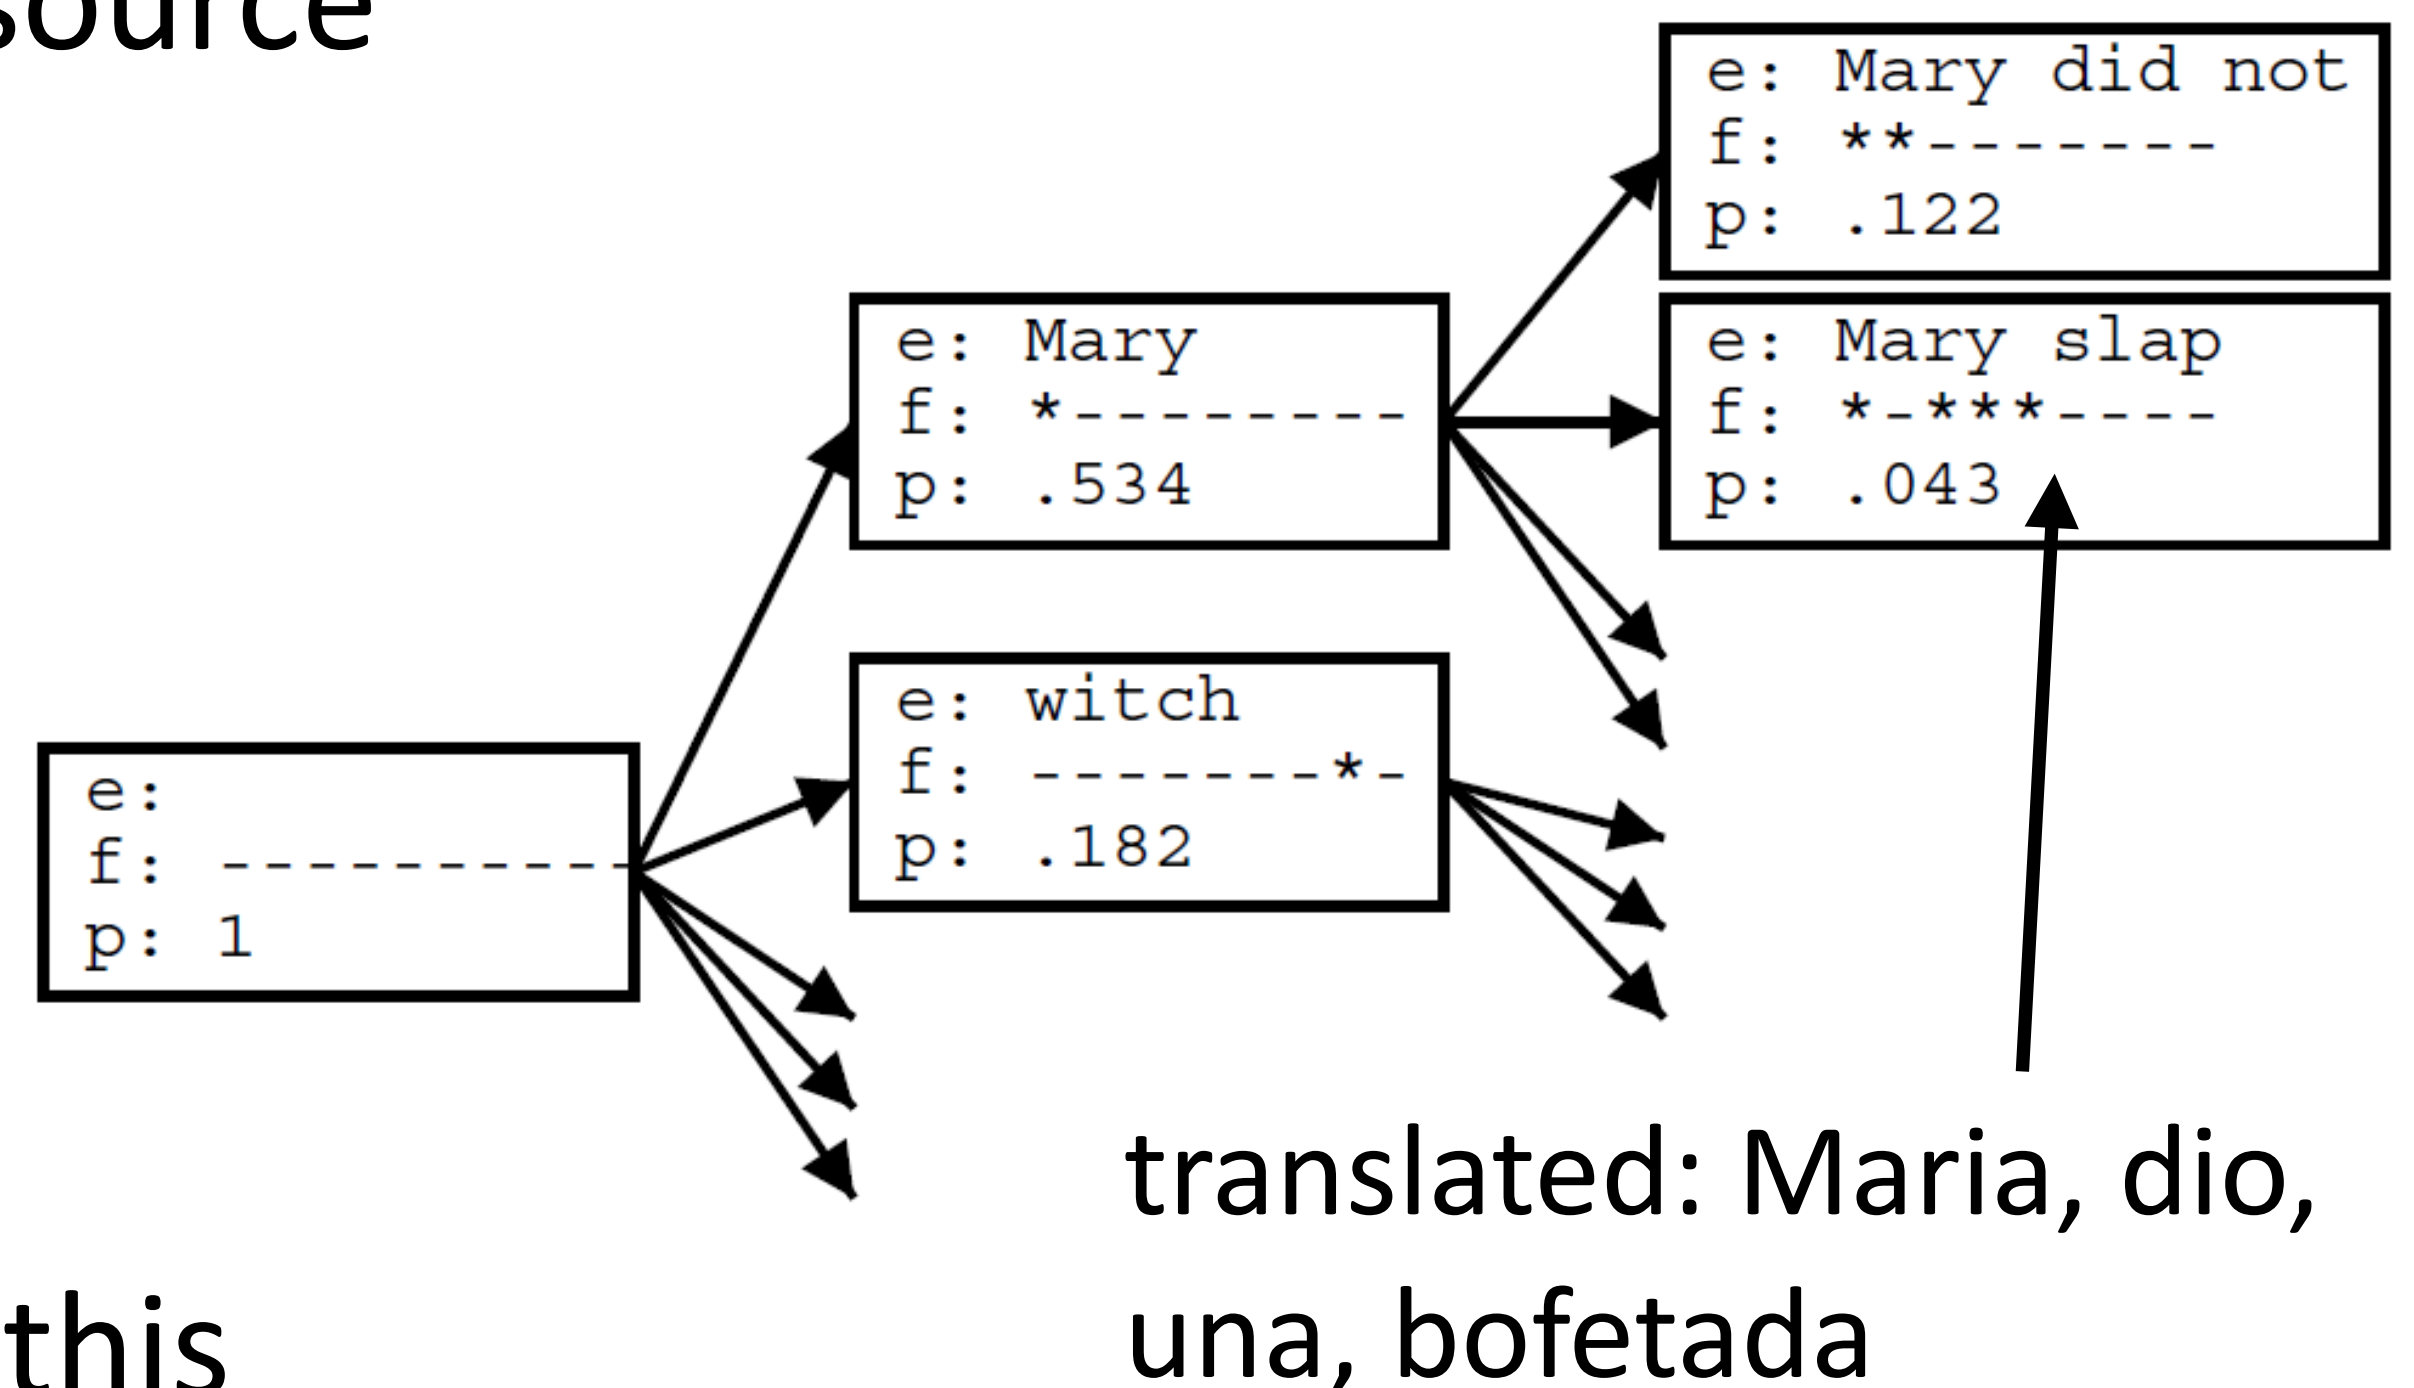 source
e: Mary did not
f: **-------
p: .122
e: Mary
f: *--------
p: .534
e: Mary slap
f: *-***----
p: .043
e: witch
f: -------*-
p: .182
e:
f: ----------
p: 1
translated: Maria, dio,
una, bofetada
this